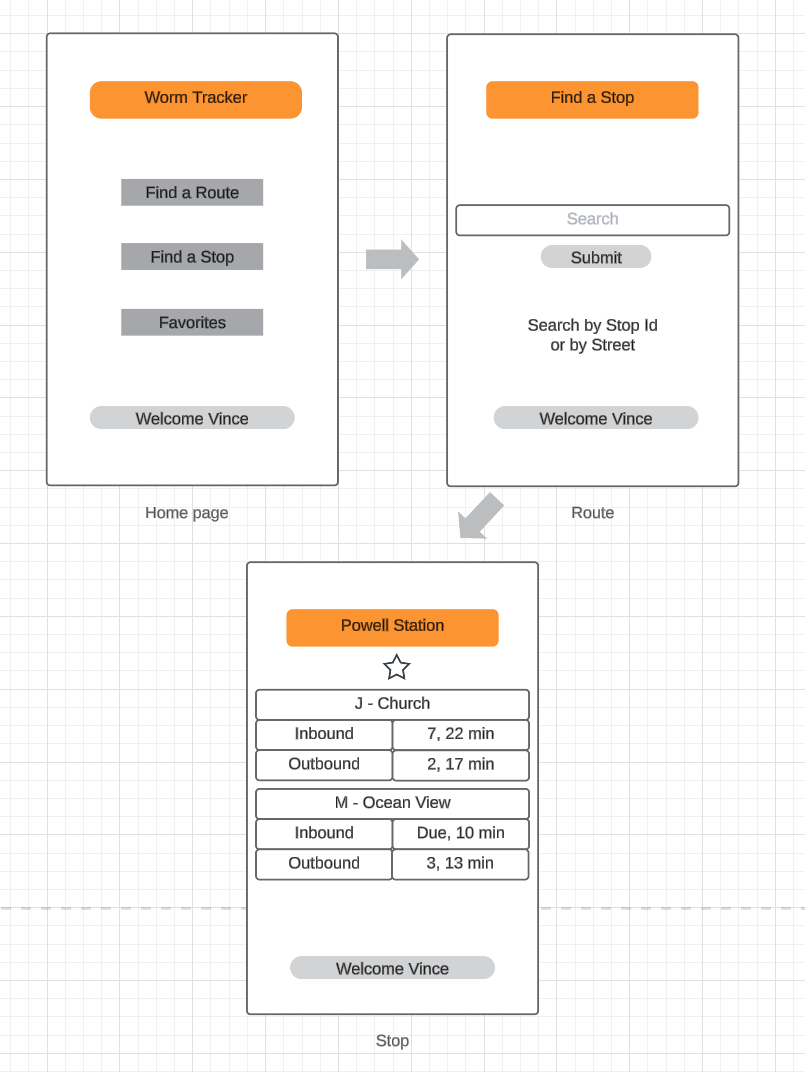 Worm Tracker
Find a Route
Find a Stop
Favorites
Welcome Vince
Home page
Find a Stop
Search
Submit
Search by Stop Id
or by Street
Welcome Vince
Route
Powell Station
J - Church
Inbound 7, 22 min
Outbound 2, 17 min
M - Ocean View
Inbound Due, 10 min
Outbound 3, 13 min
Welcome Vince
Stop